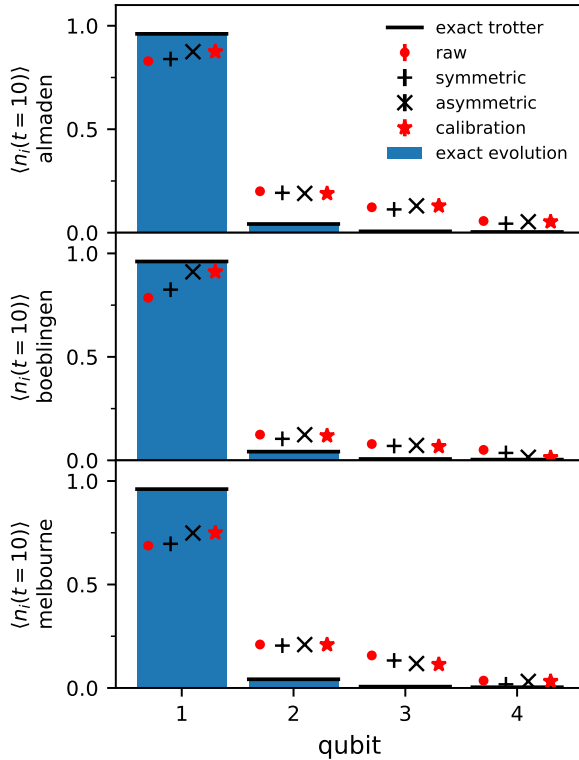 1.0
0.5
0.0
⟨n_i(t = 10)⟩
almaden
exact trotter
raw
symmetric
asymmetric
calibration
exact evolution
1.0
0.5
0.0
⟨n_i(t = 10)⟩
boeblingen
1.0
0.5
0.0
⟨n_i(t = 10)⟩
melbourne
1 2 3 4
qubit